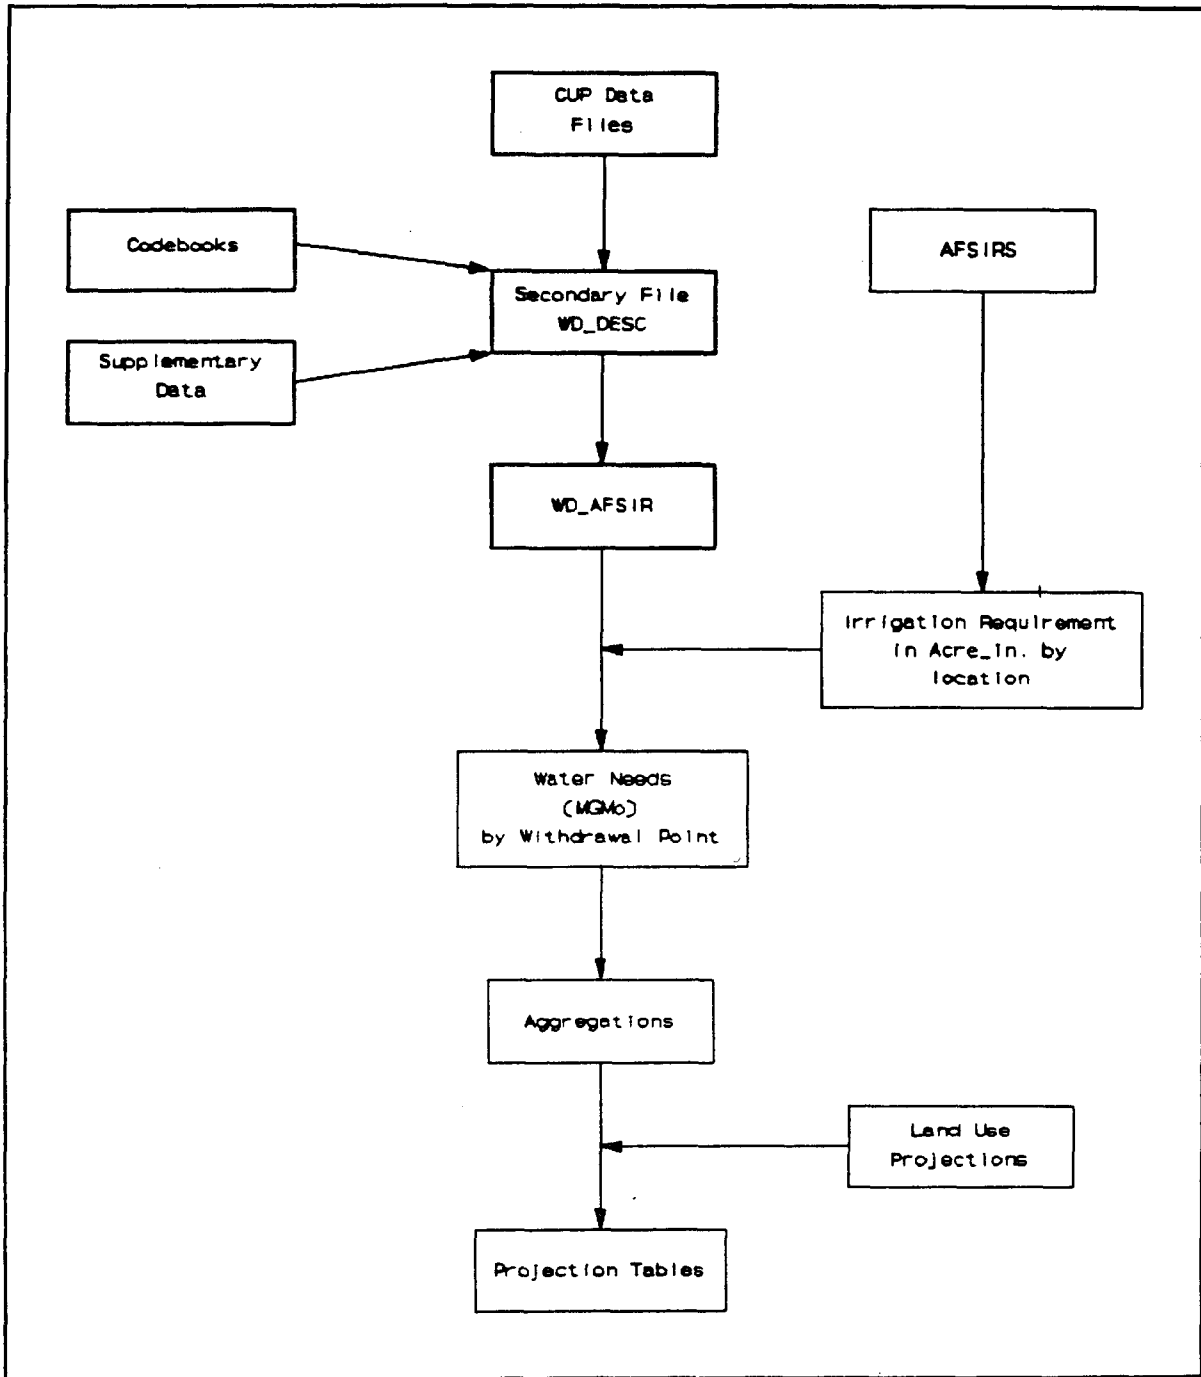 CUP Data
Files
Codebooks
AFSIRS
Secondary File
WD_DESC
Supplementary
Data
WD_AFSIR
Irrigation Requirement
in Acre_in. by
location
Water Needs
(MGMo)
by Withdrawal Point
Aggregations
Land Use
Projections
Projection Tables